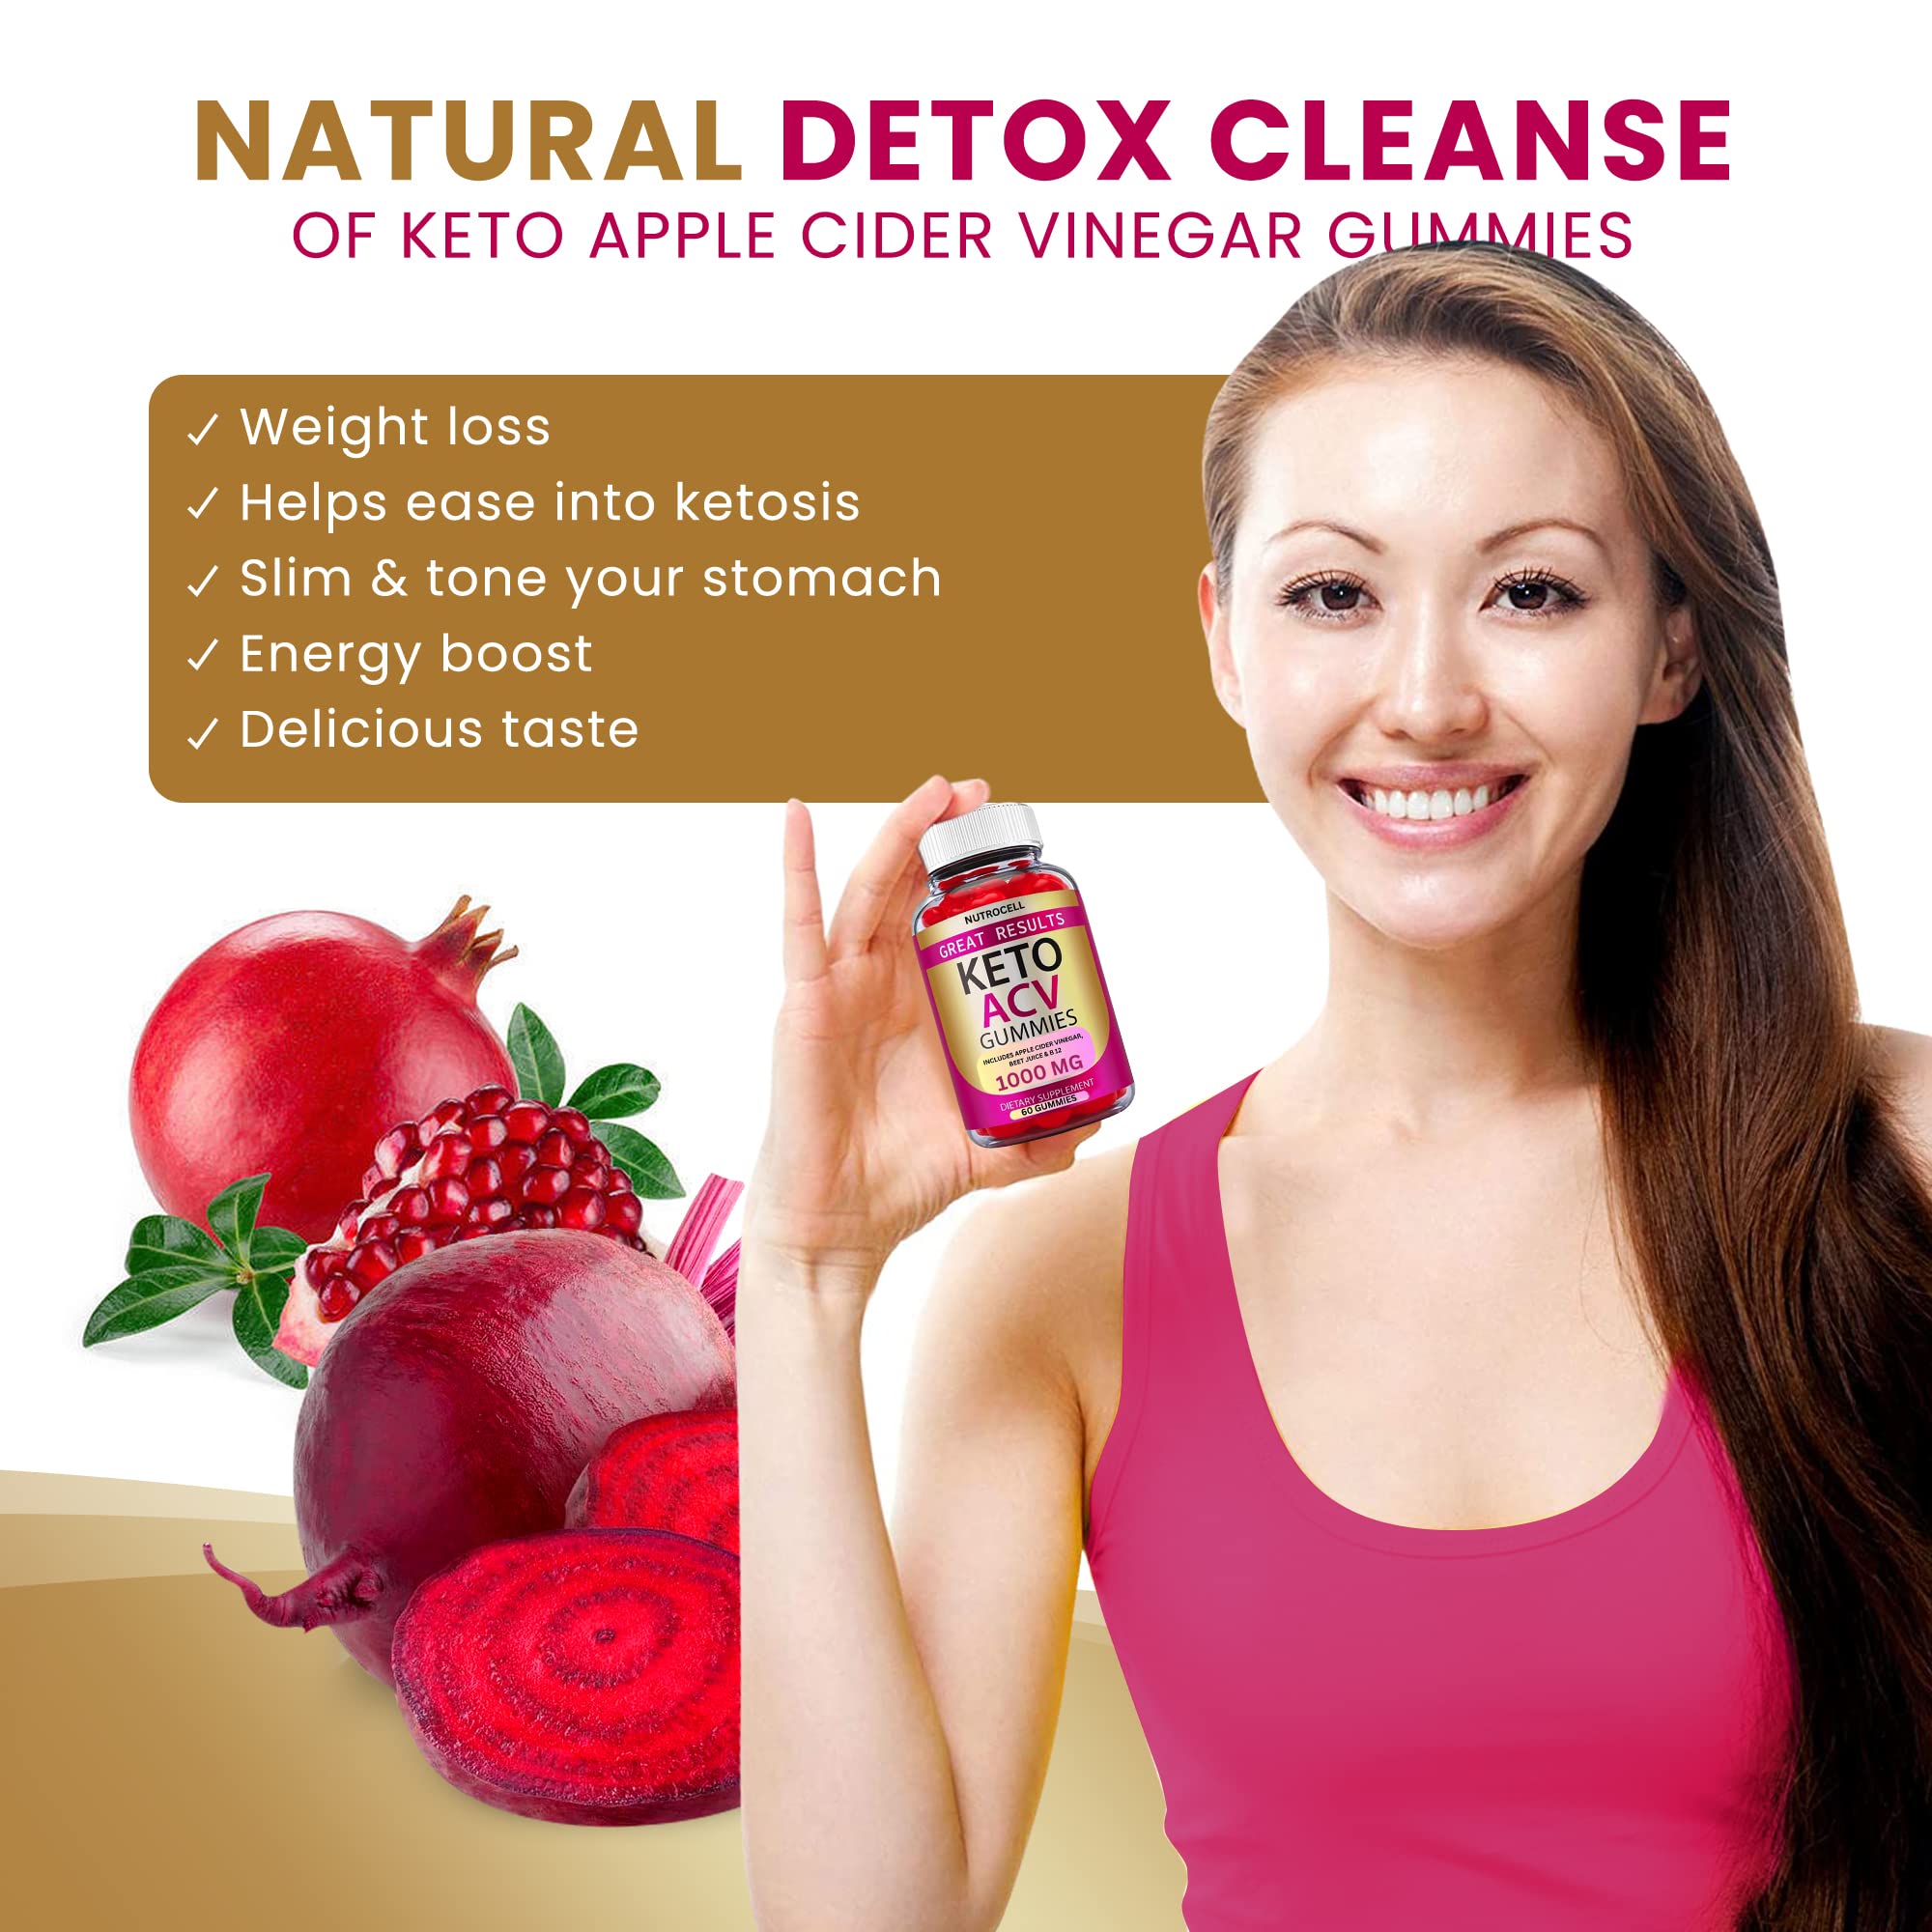 NATURAL DETOX CLEANSE
OF KETO APPLE CIDER VINEGAR GUMMIES
✓ Weight loss
✓ Helps ease into ketosis
✓ Slim & tone your stomach
✓ Energy boost
✓ Delicious taste
NUTROCELL
GREAT RESULTS
KETO
ACV
GUMMIES
INCLUDES APPLE CIDER VINEGAR,
BEET JUICE & B12
1000 MG
DIETARY SUPPLEMENT
60 GUMMIES